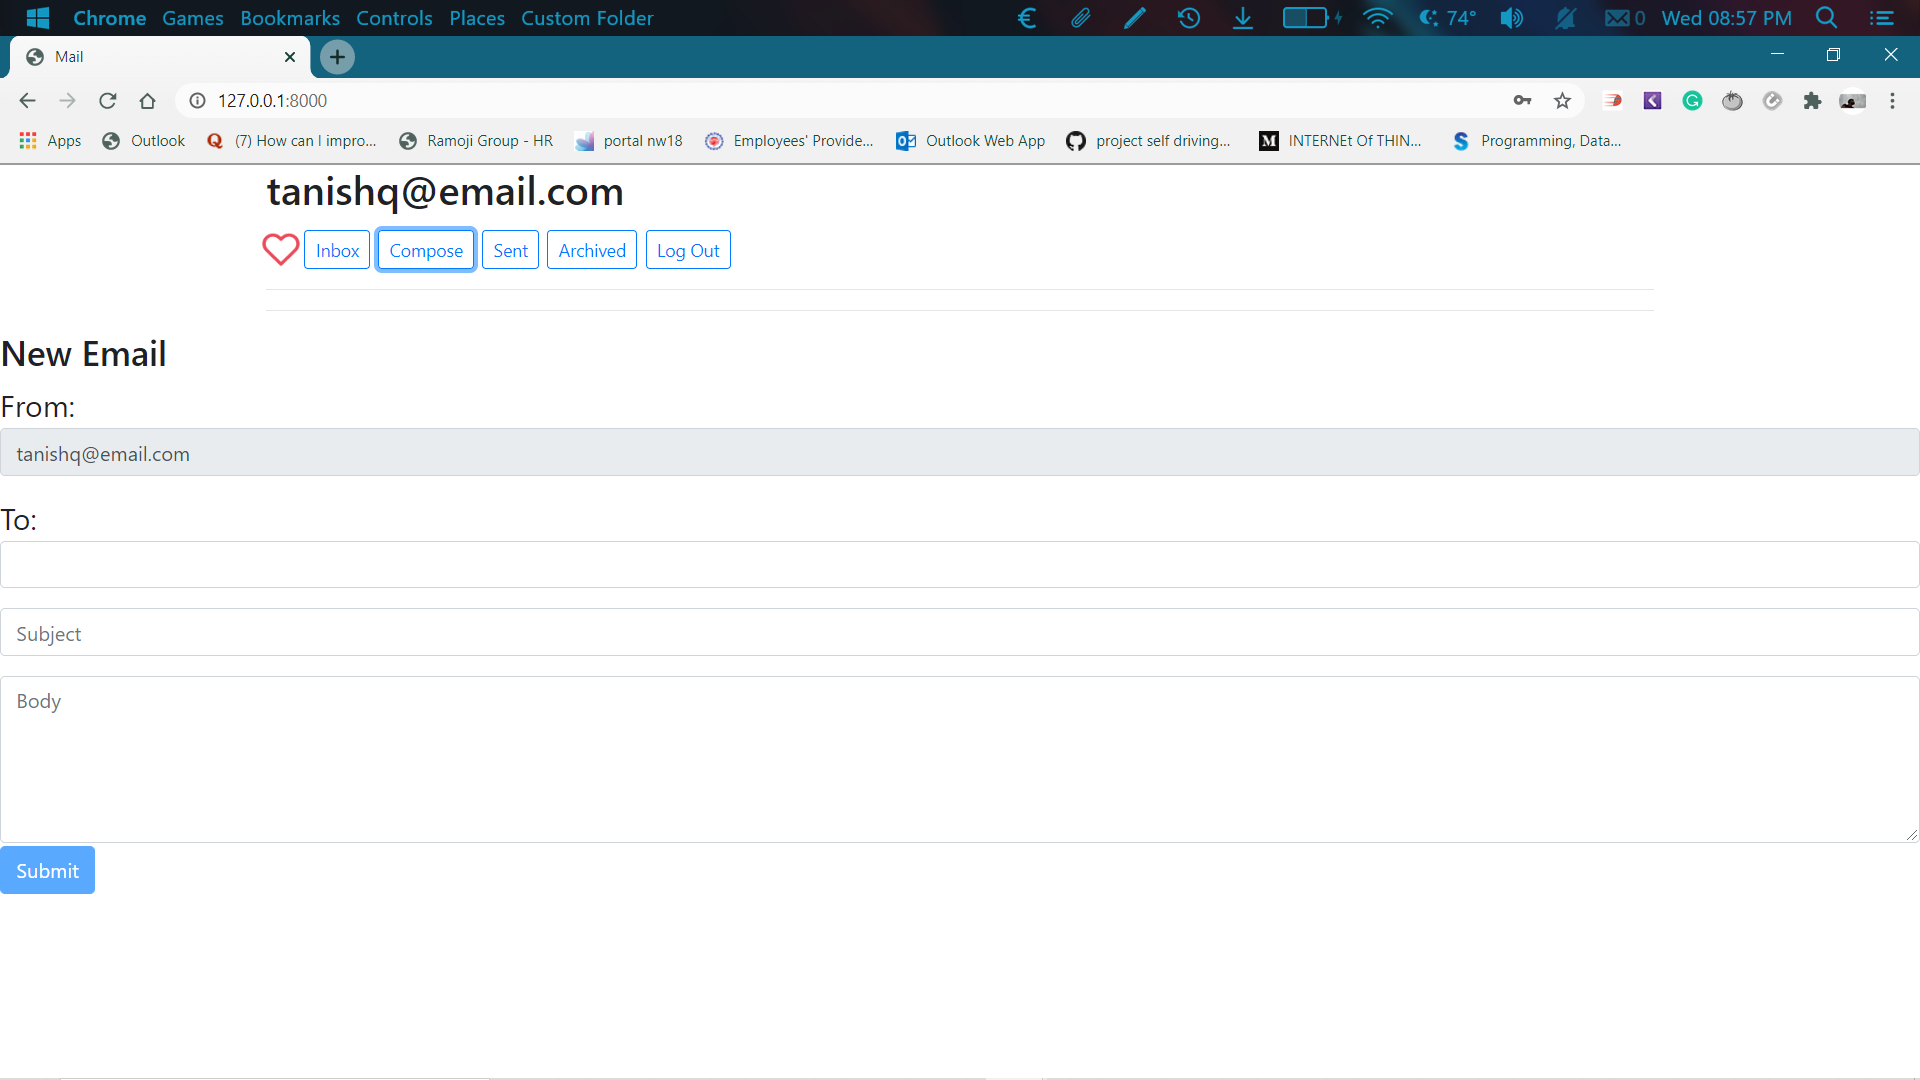 Chrome Games Bookmarks Controls Places Custom Folder 74° 0 Wed 08:57 PM
Mail
127.0.0.1:8000
Apps Outlook (7) How can I impro... Ramoji Group - HR portal nw18 Employees' Provide... Outlook Web App project self driving... INTERNEt Of THIN... Programming, Data...
tanishq@email.com
Inbox Compose Sent Archived Log Out
New Email
From:
tanishq@email.com
To:
Subject
Body
Submit